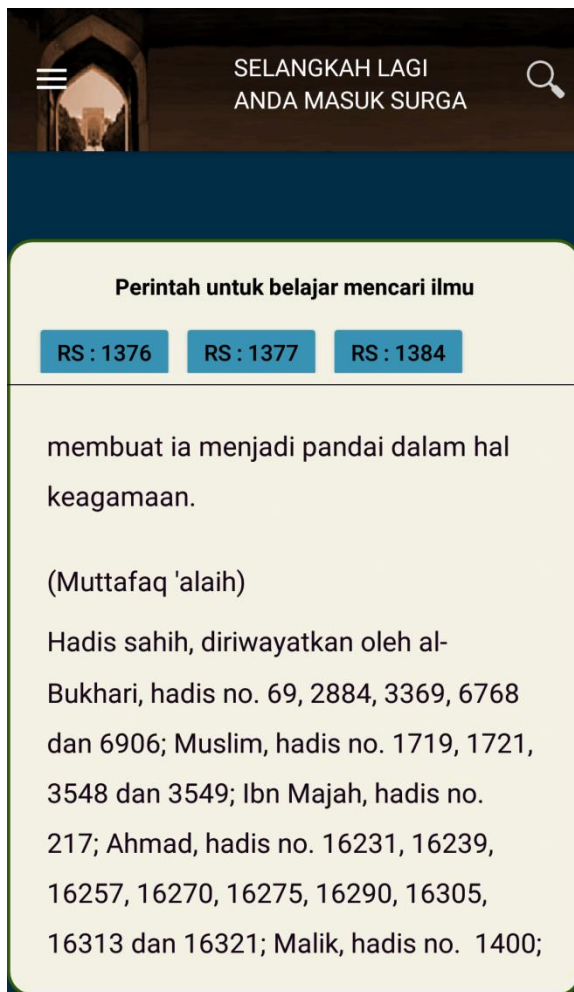 SELANGKAH LAGI
ANDA MASUK SURGA
Perintah untuk belajar mencari ilmu
RS : 1376 RS : 1377 RS : 1384
membuat ia menjadi pandai dalam hal
keagamaan.
(Muttafaq 'alaih)
Hadis sahih, diriwayatkan oleh al-
Bukhari, hadis no. 69, 2884, 3369, 6768
dan 6906; Muslim, hadis no. 1719, 1721,
3548 dan 3549; Ibn Majah, hadis no.
217; Ahmad, hadis no. 16231, 16239,
16257, 16270, 16275, 16290, 16305,
16313 dan 16321; Malik, hadis no. 1400;